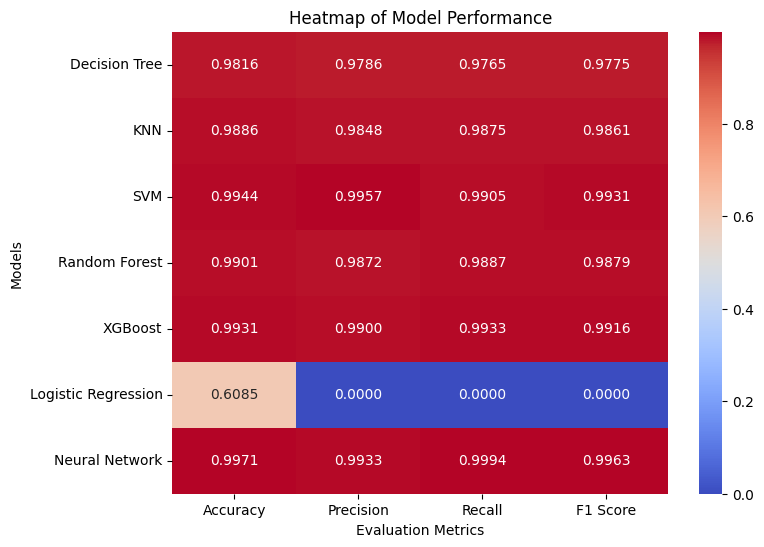 Heatmap of Model Performance
Models
Decision Tree 0.9816 0.9786 0.9765 0.9775
KNN 0.9886 0.9848 0.9875 0.9861
SVM 0.9944 0.9957 0.9905 0.9931
Random Forest 0.9901 0.9872 0.9887 0.9879
XGBoost 0.9931 0.9900 0.9933 0.9916
Logistic Regression 0.6085 0.0000 0.0000 0.0000
Neural Network 0.9971 0.9933 0.9994 0.9963
Accuracy Precision Recall F1 Score
Evaluation Metrics
0.8
0.6
0.4
0.2
0.0